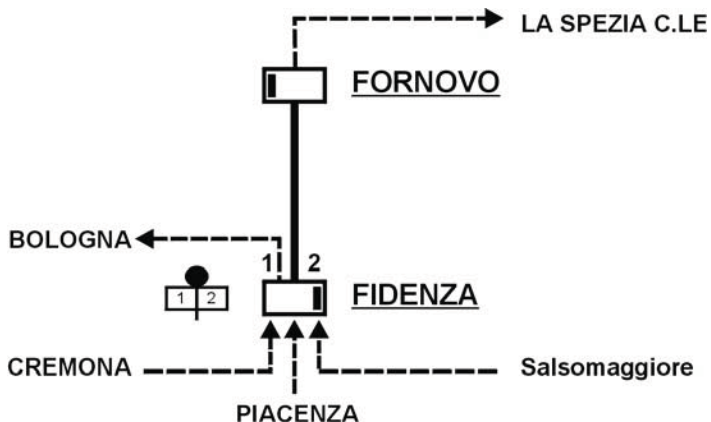 LA SPEZIA C.LE
FORNOVO
BOLOGNA
1 2
1 2
FIDENZA
CREMONA
Salsomaggiore
PIACENZA